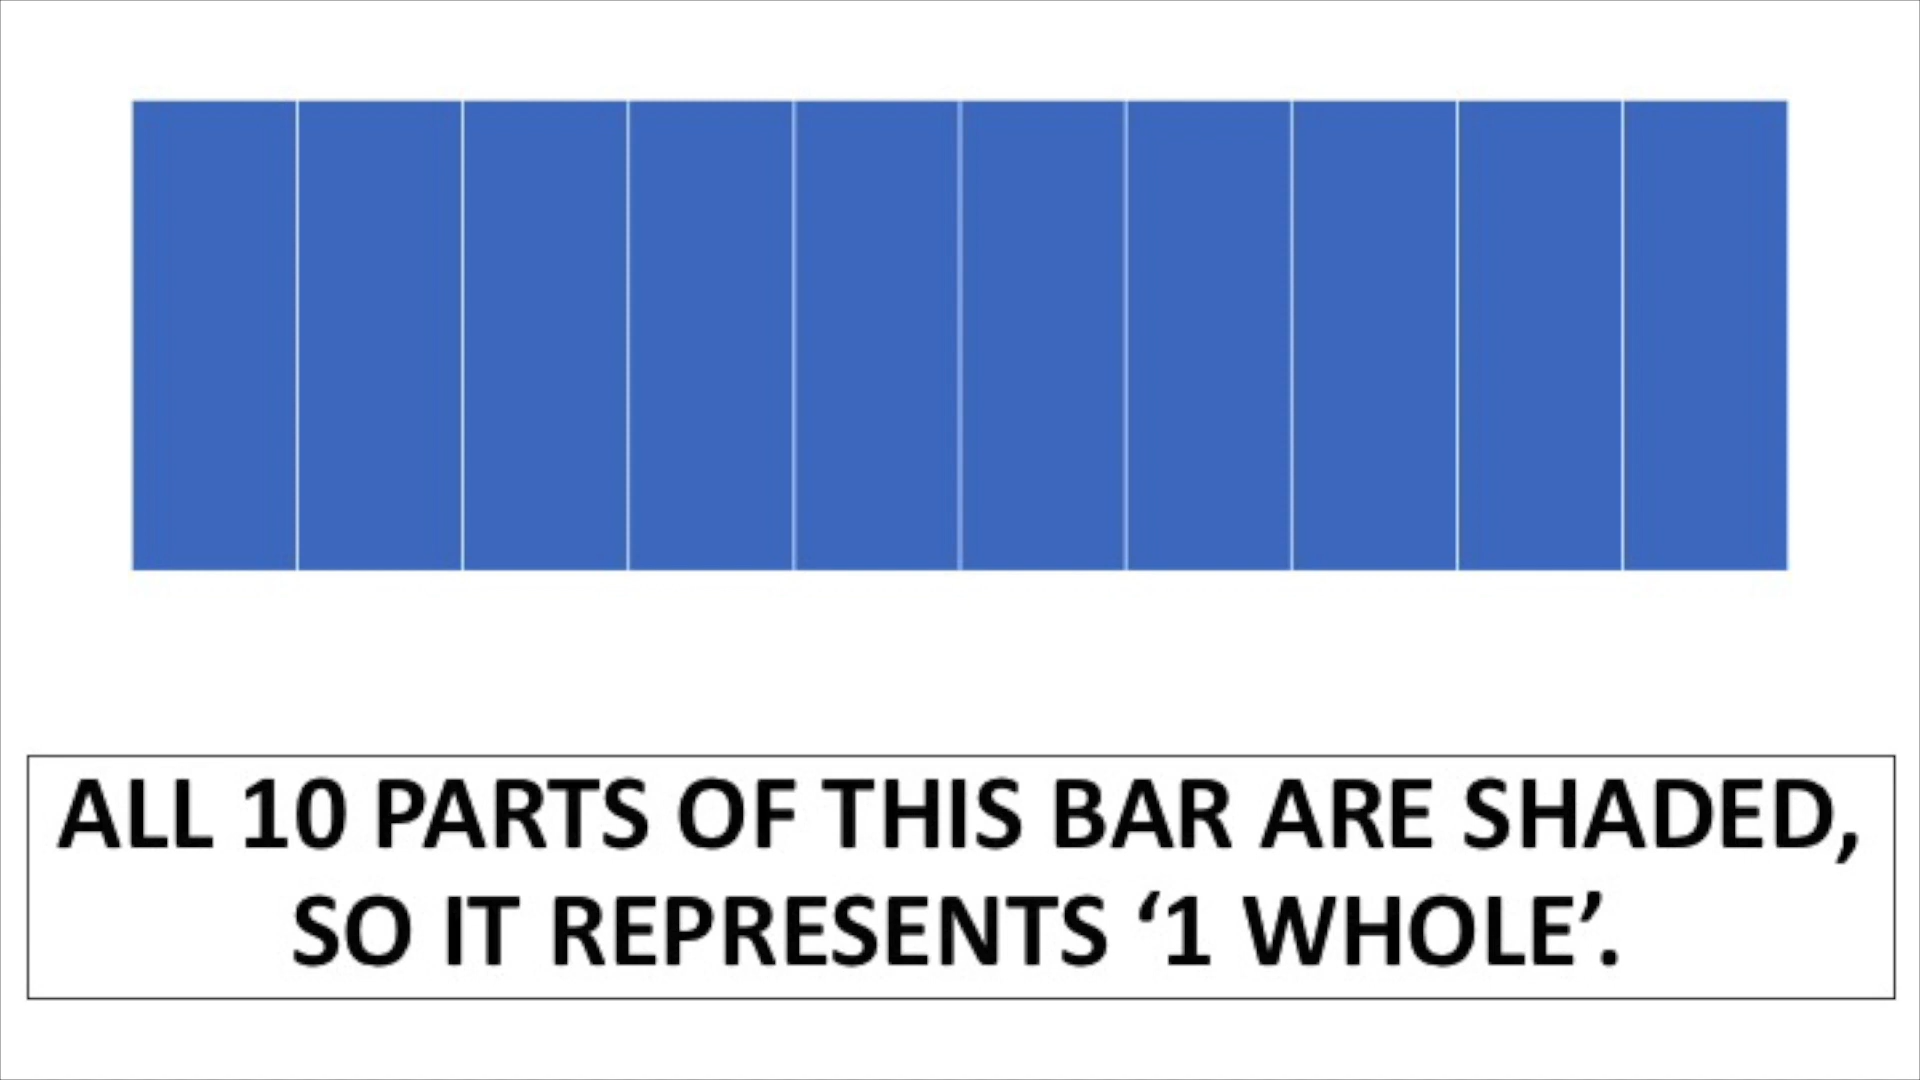 ALL 10 PARTS OF THIS BAR ARE SHADED,
SO IT REPRESENTS ‘1 WHOLE’.